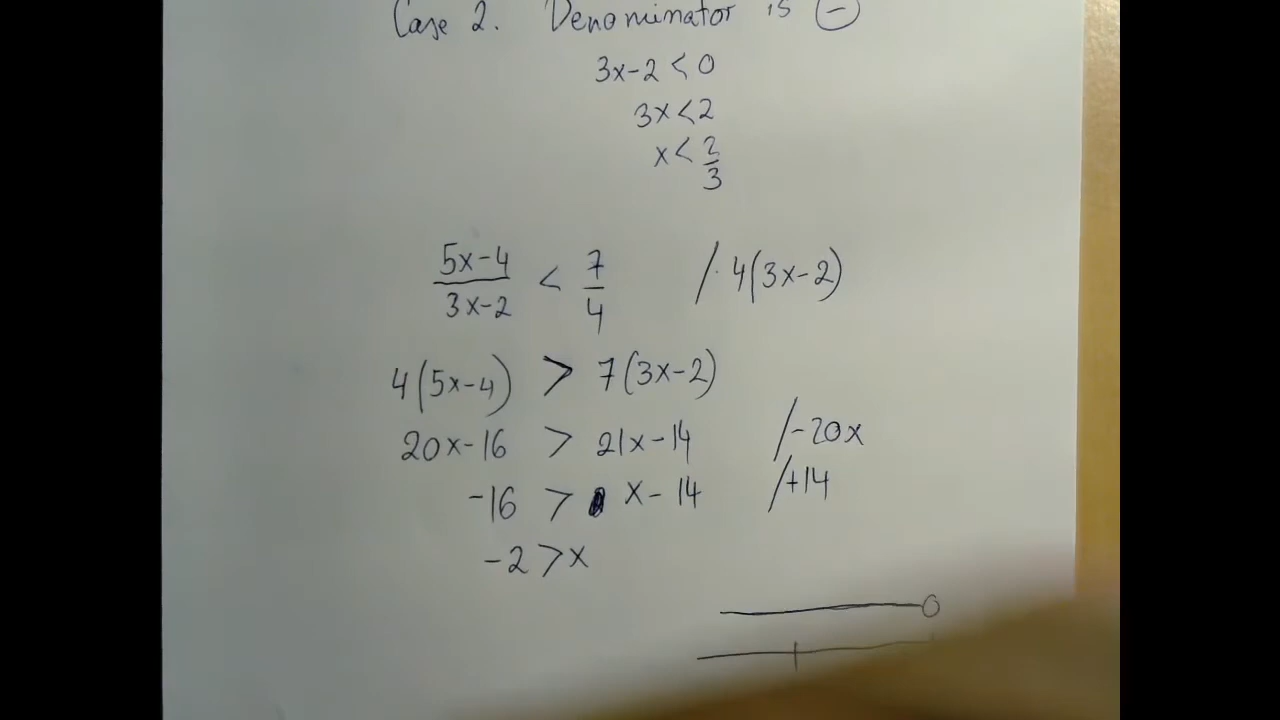 Case 2. Denominator is ⊖
3x-2<0
3x<2
x<2/3
(5x-4)/(3x-2) < 7/4 /·4(3x-2)
4(5x-4) > 7(3x-2)
20x-16 > 21x-14 /-20x
-16 > x-14 /+14
-2>x